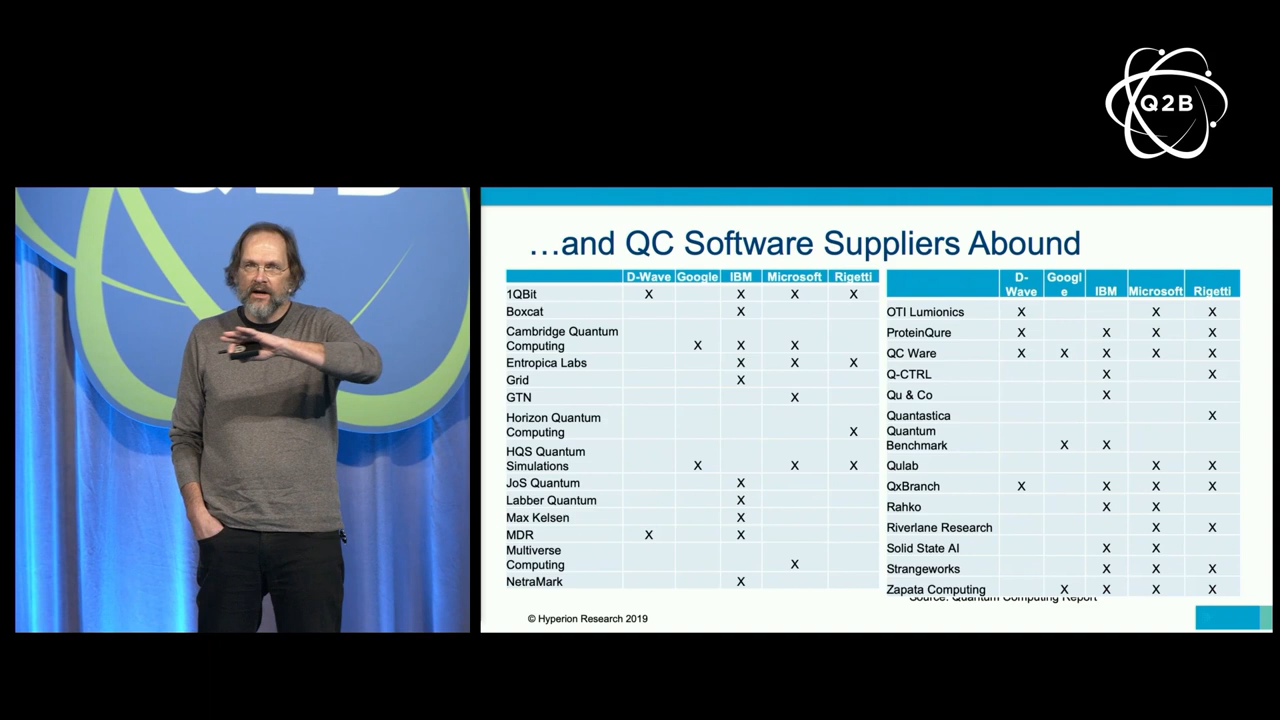 Q2B
…and QC Software Suppliers Abound
D-Wave Google IBM Microsoft Rigetti
1QBit X X X X
Boxcat X
Cambridge Quantum
Computing X X X
Entropica Labs X X X
Grid X
GTN X
Horizon Quantum
Computing X
HQS Quantum
Simulations X X X
JoS Quantum X
Labber Quantum X
Max Kelsen X
MDR X X
Multiverse
Computing X
NetraMark X
D-
Wave
Googl
e
IBM Microsoft Rigetti
OTI Lumionics X X X
ProteinQure X X X X
QC Ware X X X X X
Q-CTRL X X
Qu & Co X
Quantastica X
Quantum
Benchmark X X
Qulab X X
QxBranch X X X X
Rahko X X
Riverlane Research X X
Solid State AI X X
Strangeworks X X X
Zapata Computing X X X X
Source: Quantum Computing Report
© Hyperion Research 2019